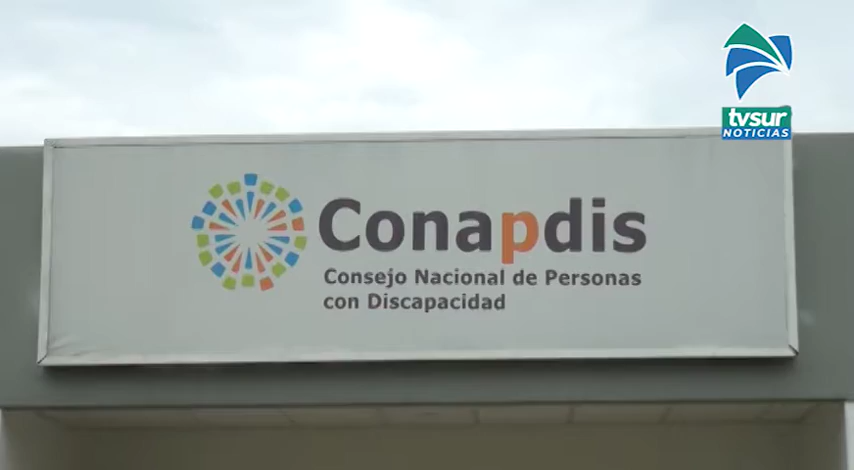 tvsur
NOTICIAS
Conapdis
Consejo Nacional de Personas
con Discapacidad